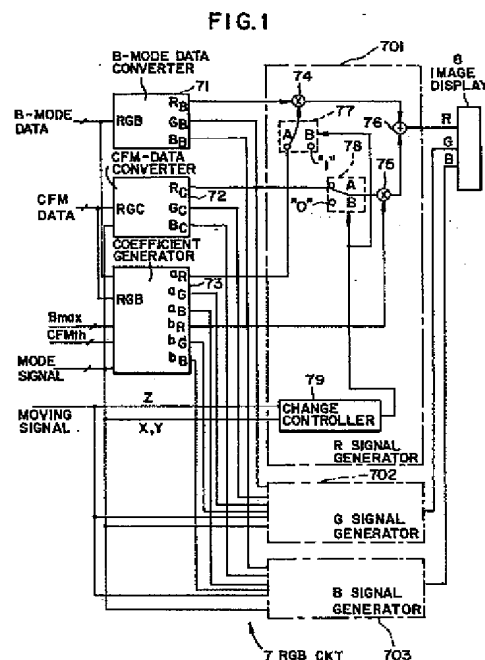 FIG.1
B-MODE DATA CONVERTER
71
701
8
IMAGE DISPLAY
B-MODE DATA
RGB
RB
GB
BB
74
77
A B
"1"
76
R
G
B
CFM-DATA CONVERTER
78
75
CFM DATA
RGC
RC
GC
BC
72
"0"
A
B
COEFFICIENT GENERATOR
RGB
aR
aG
aB
bR
bG
bB
73
Bmax
CFMth
MODE SIGNAL
MOVING SIGNAL
Z
X,Y
79
CHANGE CONTROLLER
R SIGNAL GENERATOR
702
G SIGNAL GENERATOR
B SIGNAL GENERATOR
7 RGB CKT
703